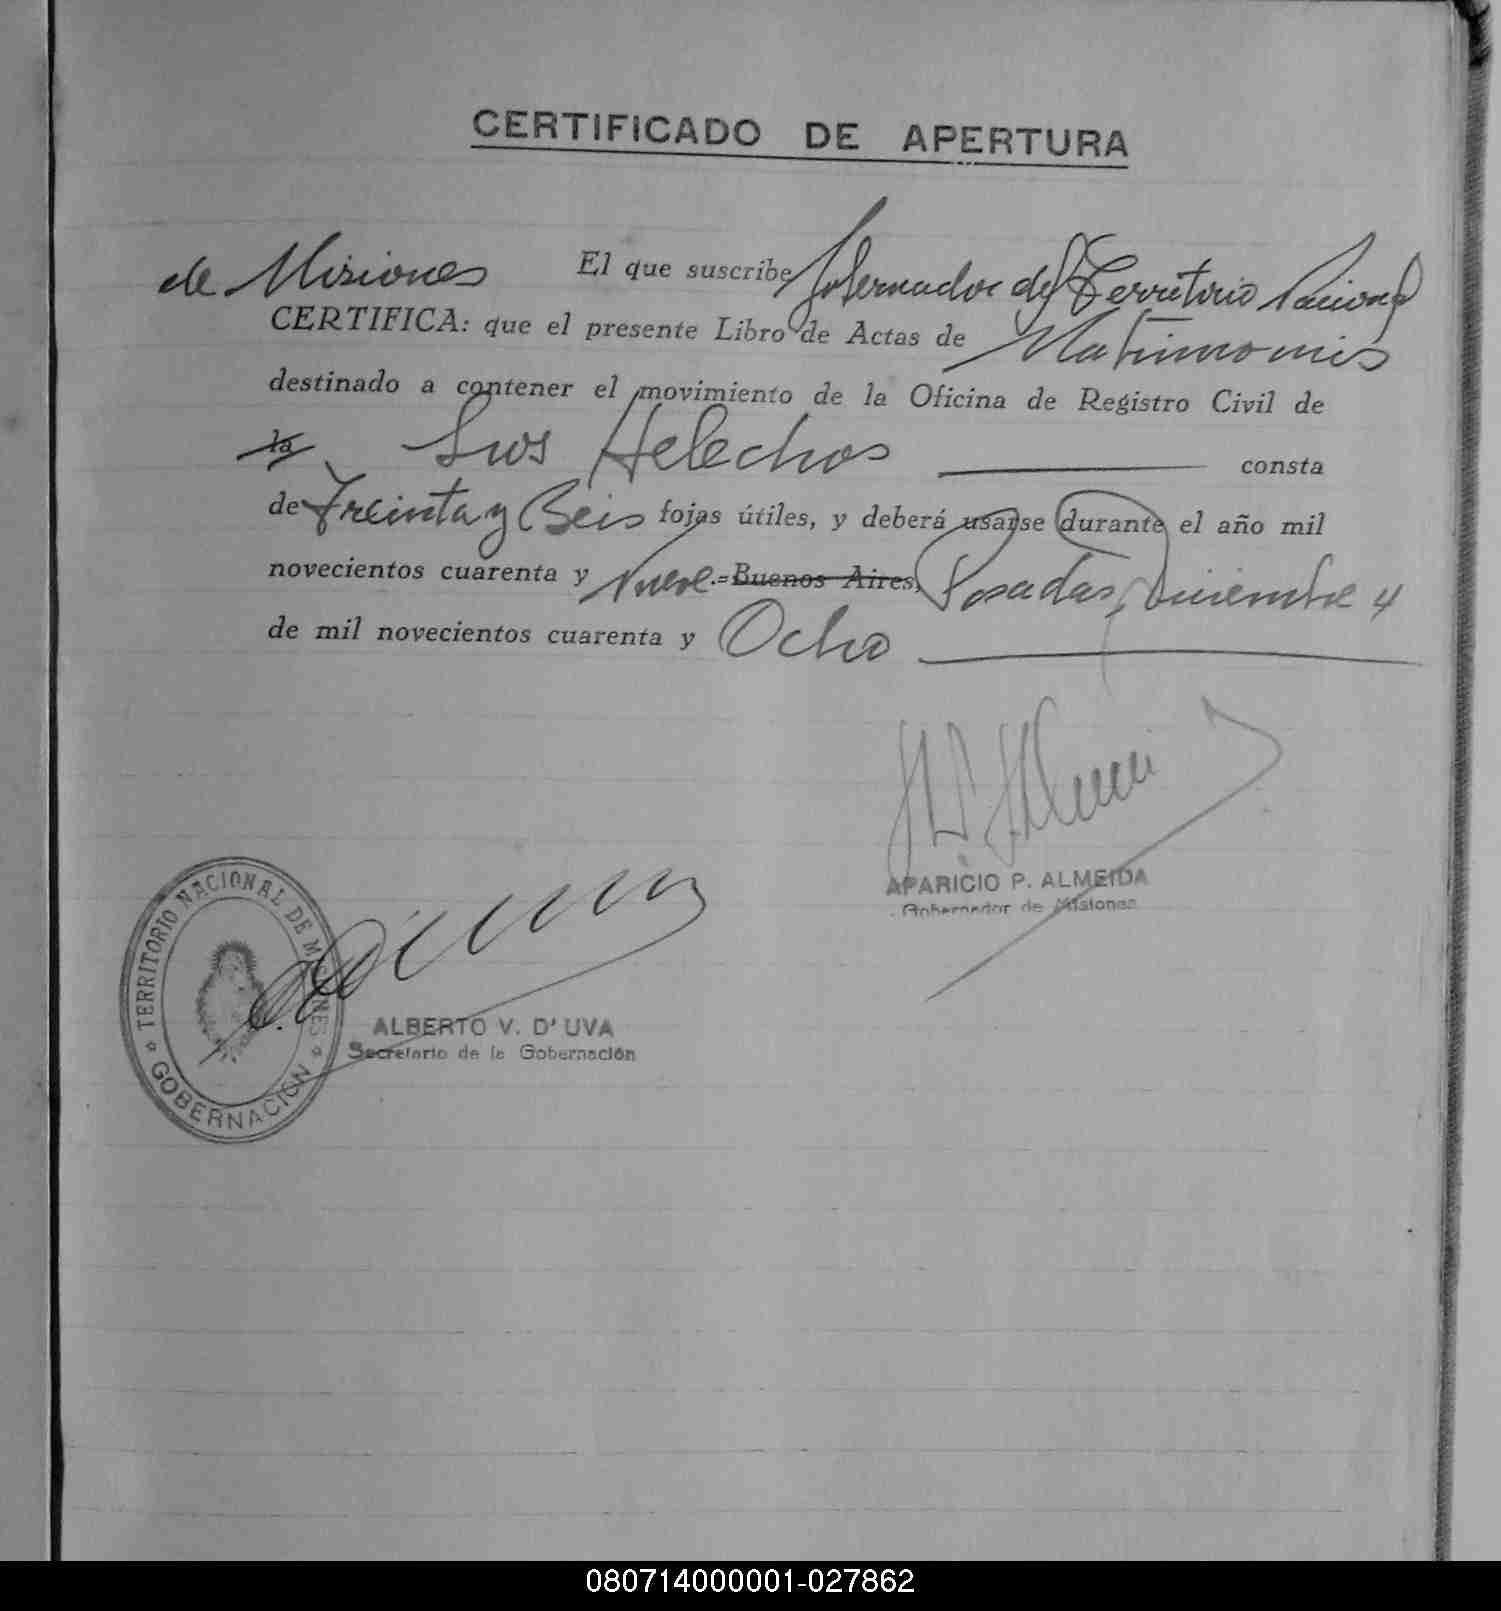 CERTIFICADO DE APERTURA
El que suscribe Gobernador del Territorio Nacional
de Misiones
CERTIFICA: que el presente Libro de Actas de Matrimonios
destinado a contener el movimiento de la Oficina de Registro Civil de
la Los Helechos consta
de Treinta y Seis fojas útiles, y deberá usarse durante el año mil
novecientos cuarenta y Nueve.= Buenos Aires, Posadas, Diciembre 4
de mil novecientos cuarenta y Ocho
APARICIO P. ALMEIDA
Gobernador de Misiones
TERRITORIO NACIONAL DE MISIONES
GOBERNACION
ALBERTO V. D' UVA
Secretario de la Gobernación
080714000001-027862